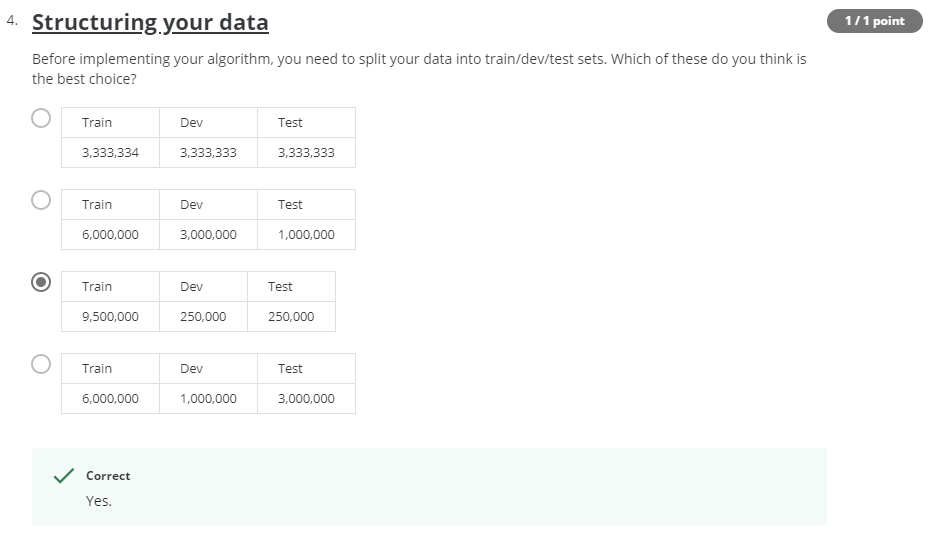 4. Structuring your data
1 / 1 point
Before implementing your algorithm, you need to split your data into train/dev/test sets. Which of these do you think is
the best choice?
Train Dev Test
3,333,334 3,333,333 3,333,333
Train Dev Test
6,000,000 3,000,000 1,000,000
Train Dev Test
9,500,000 250,000 250,000
Train Dev Test
6,000,000 1,000,000 3,000,000
Correct
Yes.